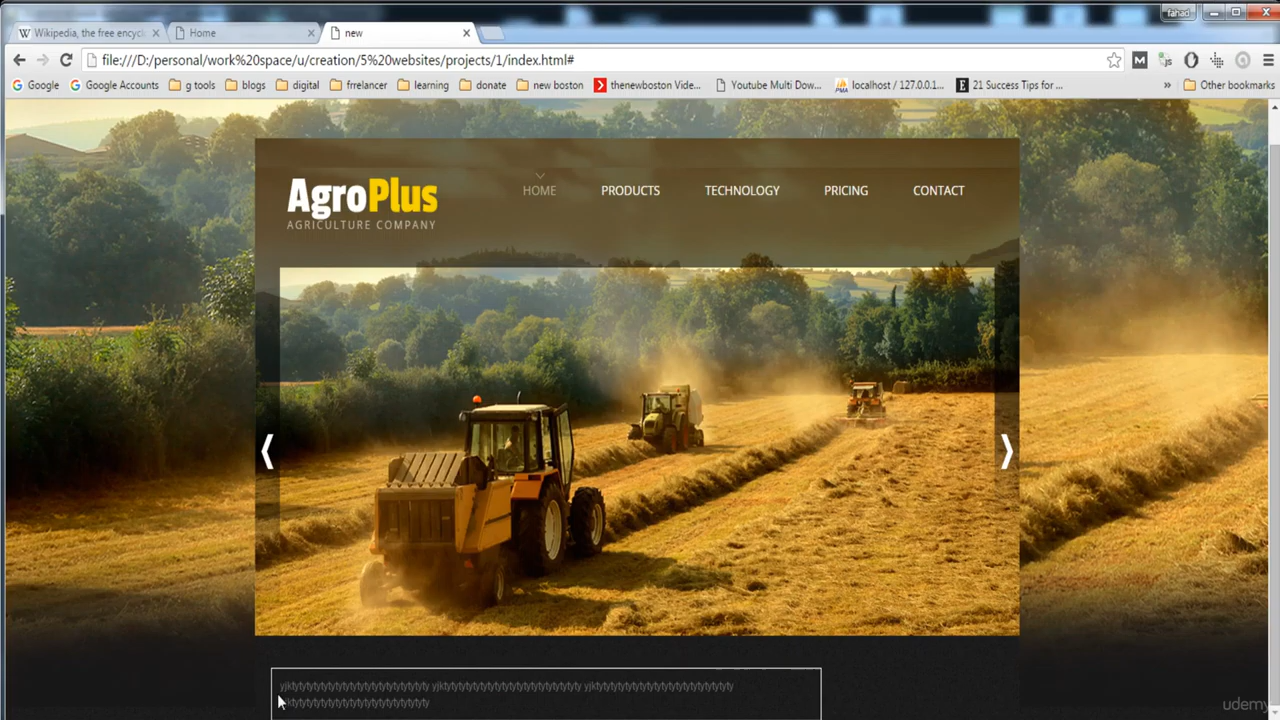 fahad
Wikipedia, the free encycl
Home
new
file:///D:/personal/work%20space/u/creation/5%20websites/projects/1/index.html#
Google Google Accounts g tools blogs digital frrelancer learning donate new boston thenewboston Vide... Youtube Multi Dow... localhost / 127.0.0.1... 21 Success Tips for ... » Other bookmarks
AgroPlus
AGRICULTURE COMPANY
HOME PRODUCTS TECHNOLOGY PRICING CONTACT
udemy